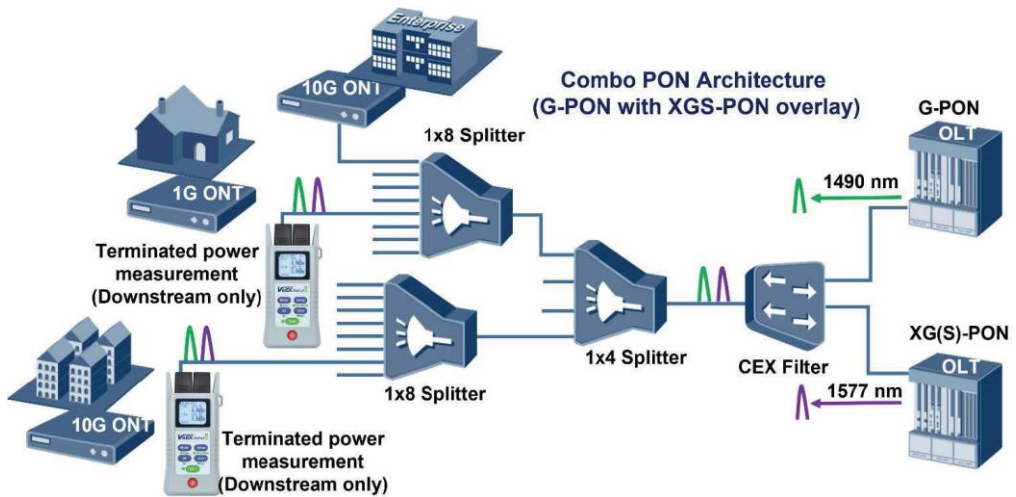 Enterprise
10G ONT
Combo PON Architecture
(G-PON with XGS-PON overlay)
G-PON
OLT
1x8 Splitter
1490 nm
1G ONT
Terminated power
measurement
(Downstream only)
VeEX
1x4 Splitter
CEX Filter
XG(S)-PON
OLT
1x8 Splitter
1577 nm
10G ONT
VeEX
Terminated power
measurement
(Downstream only)